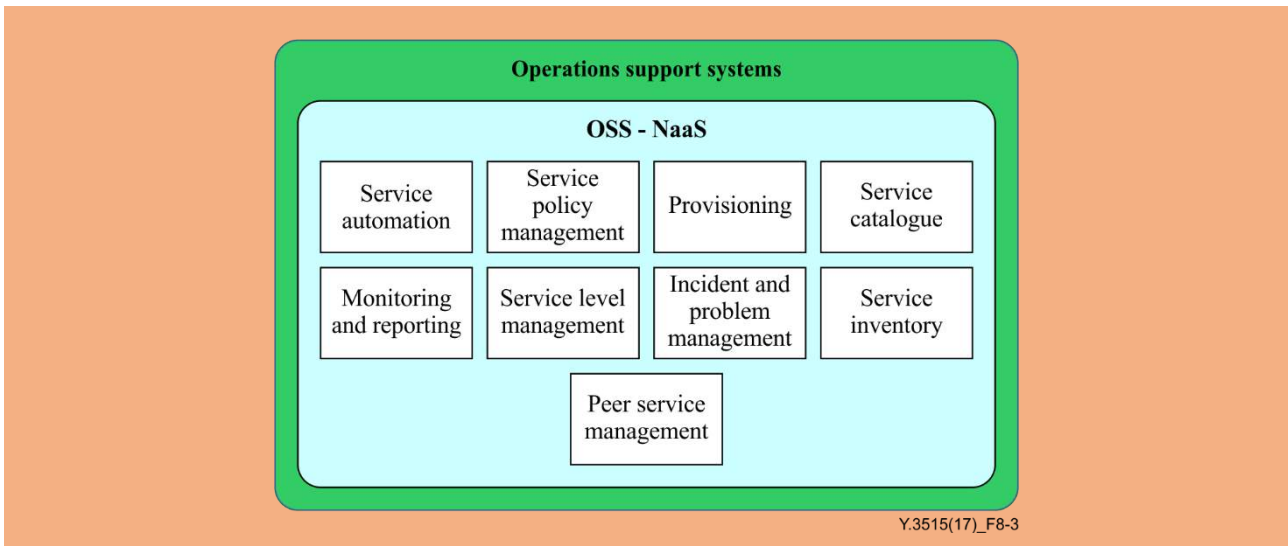 Operations support systems
OSS - NaaS
Service
automation
Service
policy
management
Provisioning
Service
catalogue
Monitoring
and reporting
Service level
management
Incident and
problem
management
Service
inventory
Peer service
management
Y.3515(17)_F8-3